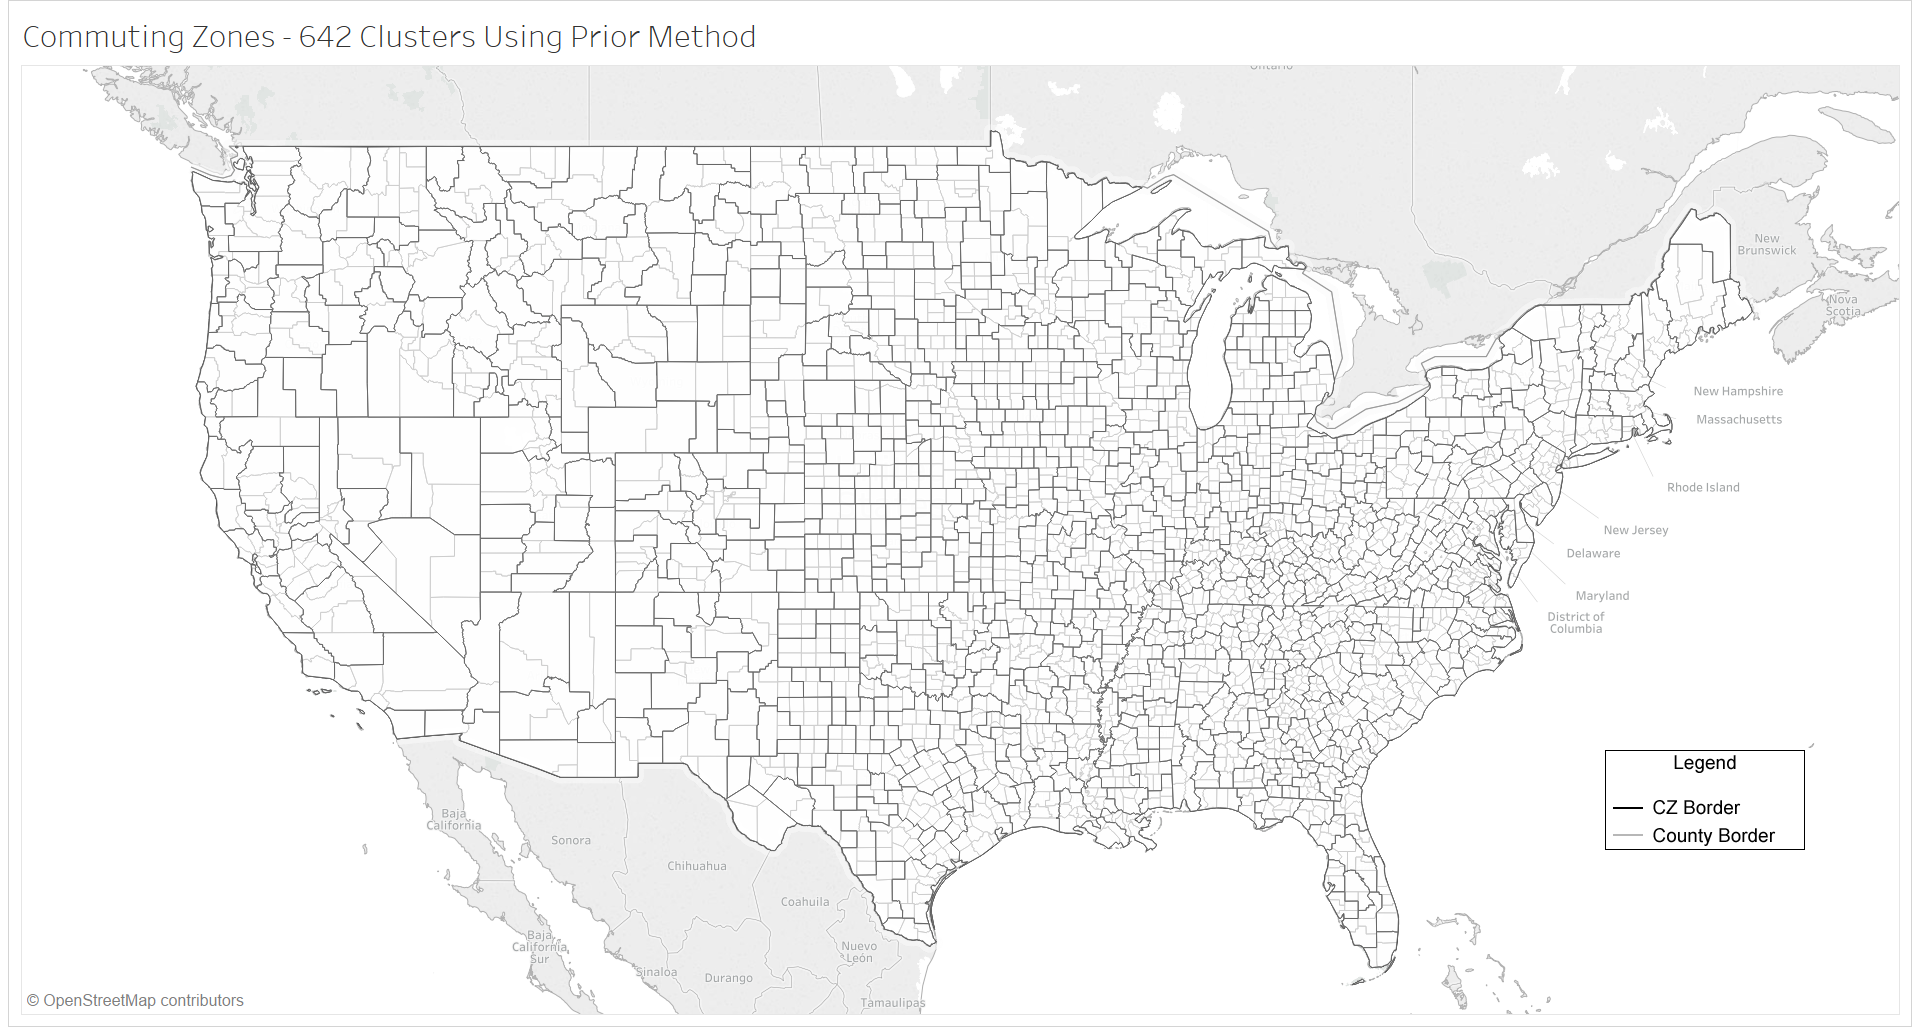 Commuting Zones - 642 Clusters Using Prior Method
Ontario
New
Brunswick
Nova
Scotia
New Hampshire
Massachusetts
Rhode Island
New Jersey
Delaware
Maryland
District of
Columbia
Legend
CZ Border
County Border
Baja
California
Sonora
Chihuahua
Coahuila
Baja
California
Sur
Nuevo
León
Sinaloa
Durango
Tamaulipas
© OpenStreetMap contributors